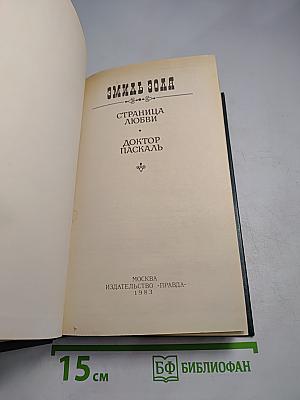 ЭМИЛЬ ЗОЛЯ
СТРАНИЦА
ЛЮБВИ
ДОКТОР
ПАСКАЛЬ
МОСКВА
ИЗДАТЕЛЬСТВО «ПРАВДА»
1983
15 см
БФ БИБЛИОФАН